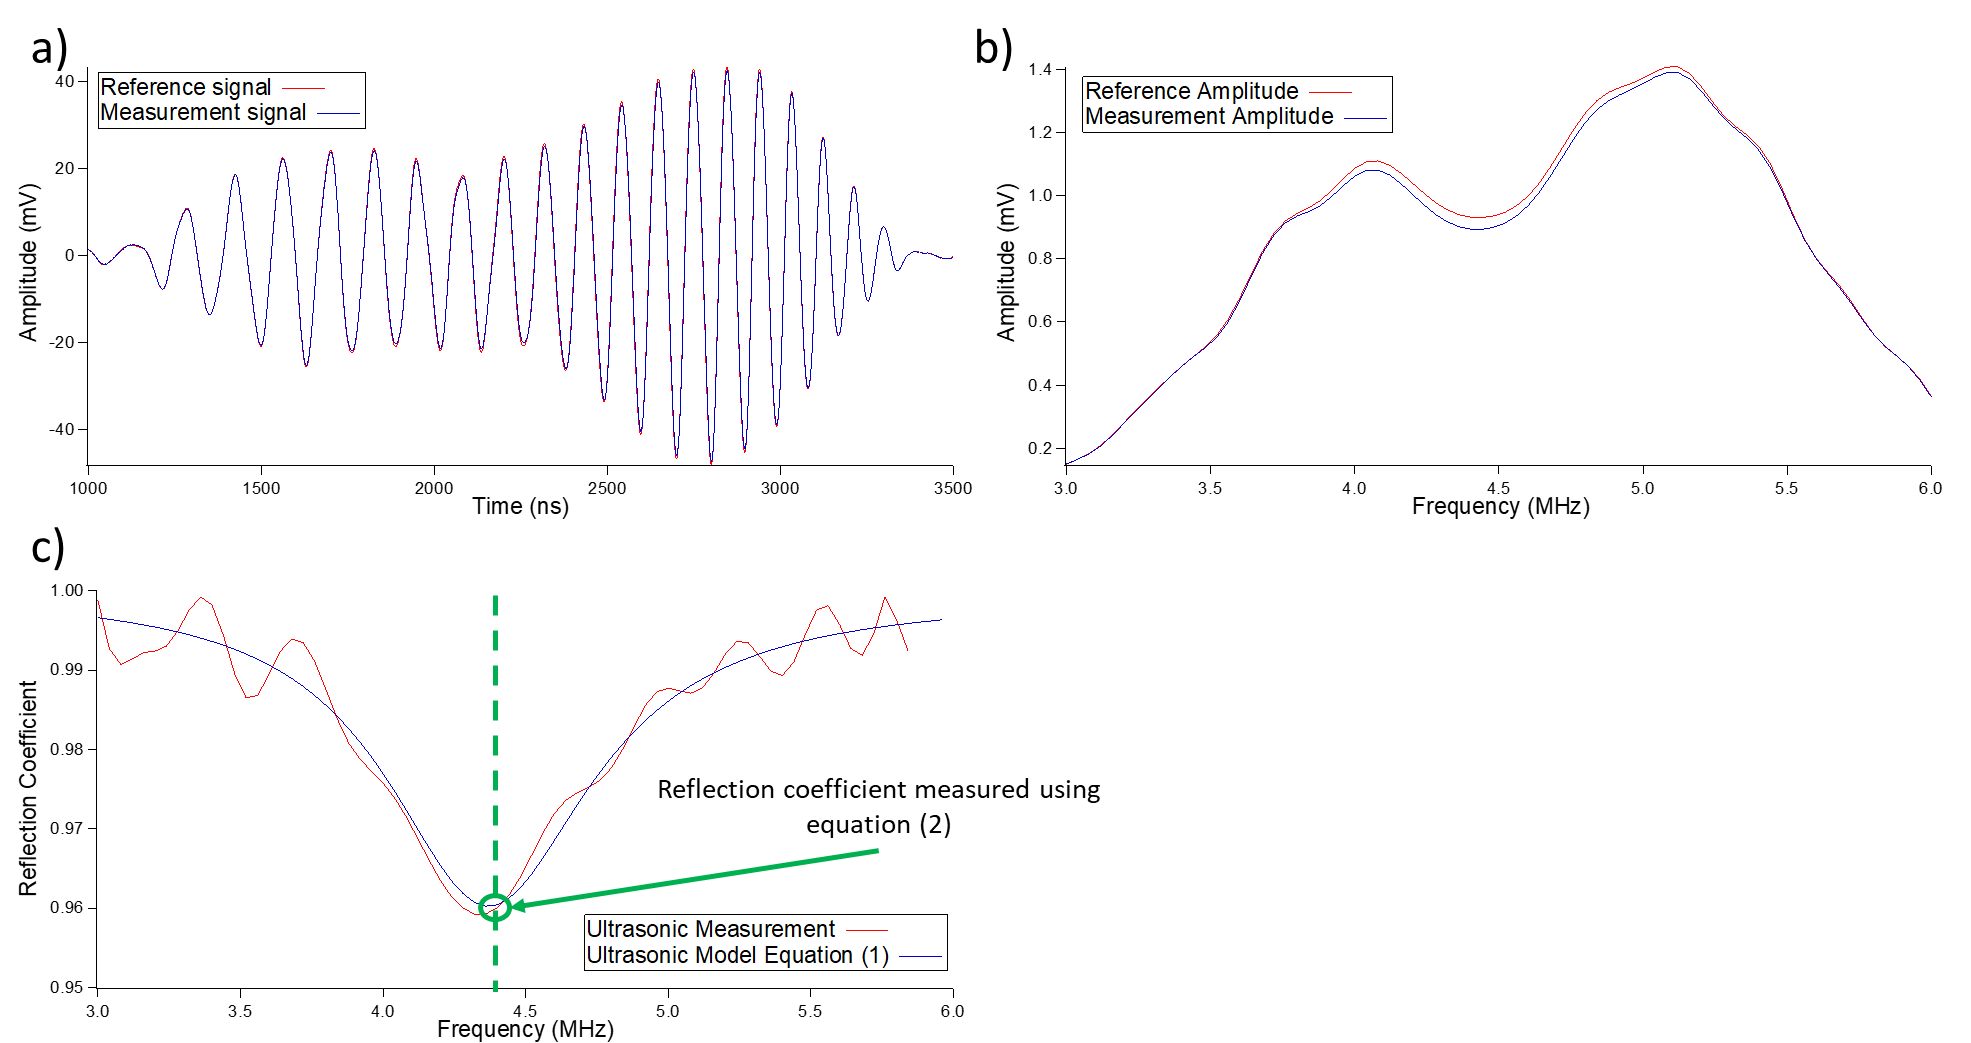 a)
Reference signal
Measurement signal
40
20
0
-20
-40
Amplitude (mV)
1000 1500 2000 2500 3000 3500
Time (ns)
b)
Reference Amplitude
Measurement Amplitude
1.4
1.2
1.0
0.8
0.6
0.4
0.2
Amplitude (mV)
3.0 3.5 4.0 4.5 5.0 5.5 6.0
Frequency (MHz)
c)
1.00
0.99
0.98
0.97
0.96
0.95
Reflection Coefficient
Reflection coefficient measured using
equation (2)
Ultrasonic Measurement
Ultrasonic Model Equation (1)
3.0 3.5 4.0 4.5 5.0 5.5 6.0
Frequency (MHz)